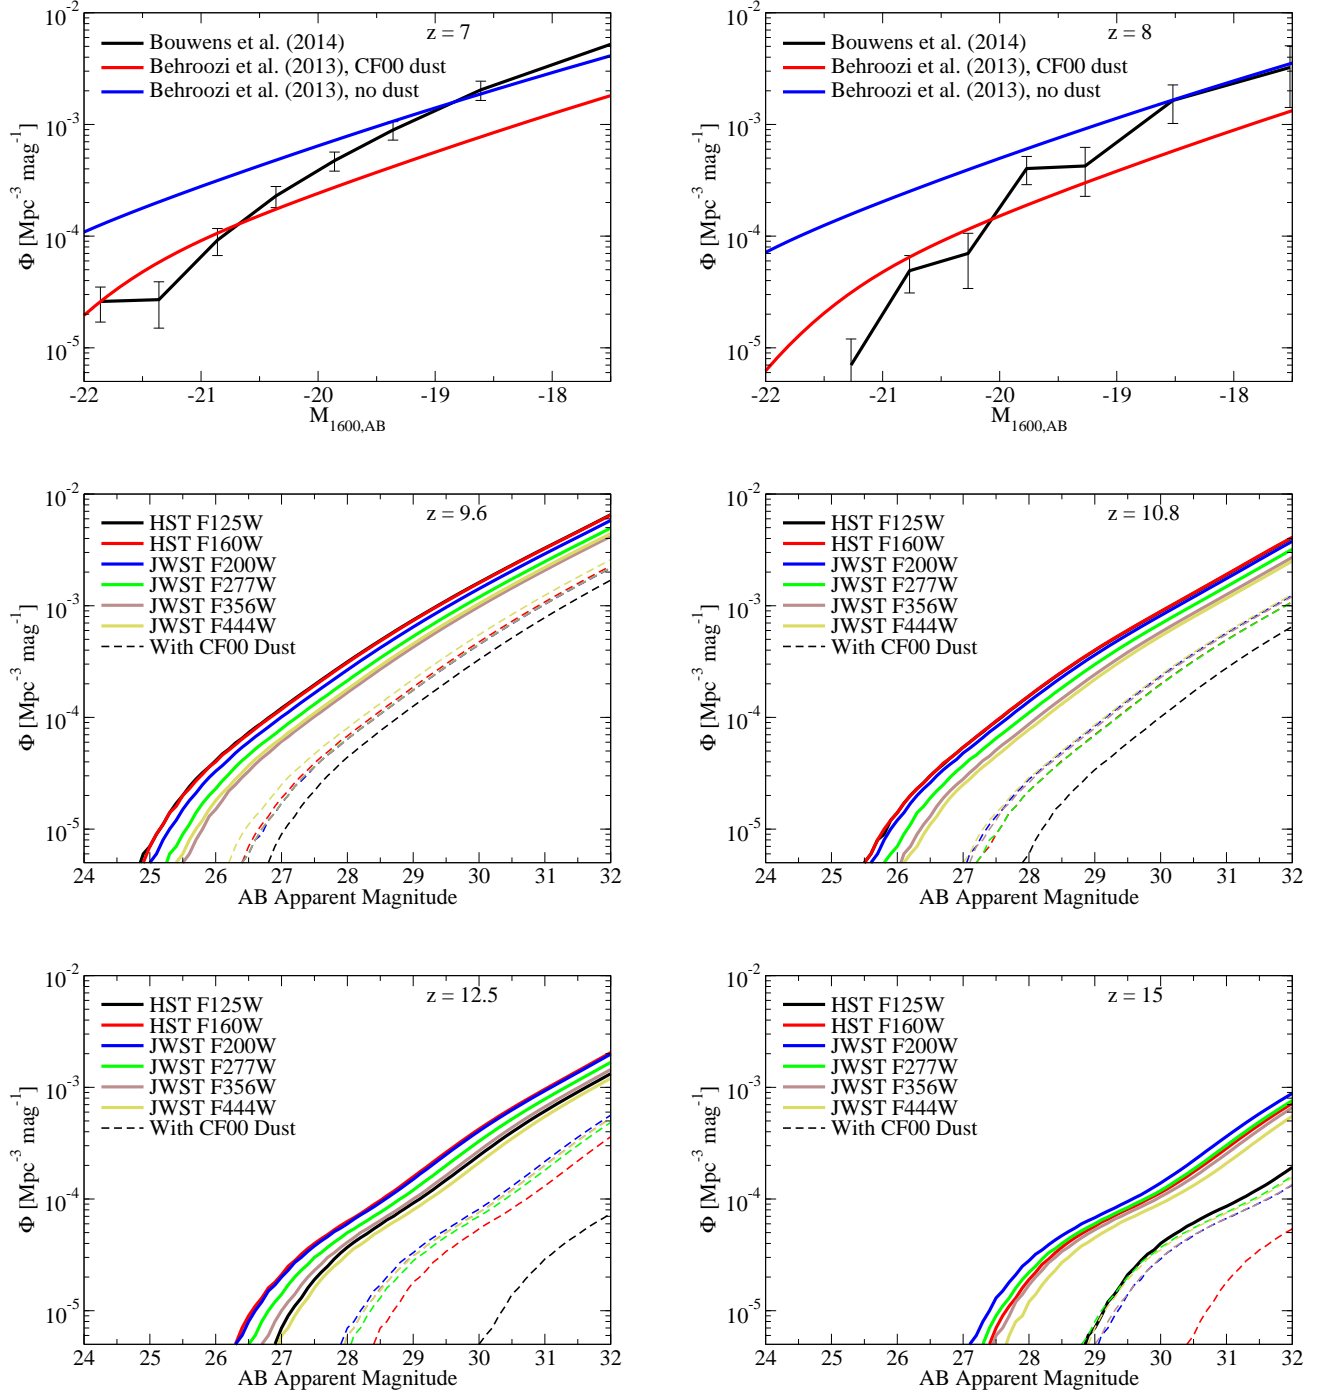 z = 7
Bouwens et al. (2014)
Behroozi et al. (2013), CF00 dust
Behroozi et al. (2013), no dust
10^-2
10^-3
10^-4
10^-5
Φ [Mpc^-3 mag^-1]
-22 -21 -20 -19 -18
M_1600,AB
z = 8
Bouwens et al. (2014)
Behroozi et al. (2013), CF00 dust
Behroozi et al. (2013), no dust
10^-2
10^-3
10^-4
10^-5
Φ [Mpc^-3 mag^-1]
-22 -21 -20 -19 -18
M_1600,AB
z = 9.6
HST F125W
HST F160W
JWST F200W
JWST F277W
JWST F356W
JWST F444W
With CF00 Dust
10^-2
10^-3
10^-4
10^-5
Φ [Mpc^-3 mag^-1]
24 25 26 27 28 29 30 31 32
AB Apparent Magnitude
z = 10.8
HST F125W
HST F160W
JWST F200W
JWST F277W
JWST F356W
JWST F444W
With CF00 Dust
10^-2
10^-3
10^-4
10^-5
Φ [Mpc^-3 mag^-1]
24 25 26 27 28 29 30 31 32
AB Apparent Magnitude
z = 12.5
HST F125W
HST F160W
JWST F200W
JWST F277W
JWST F356W
JWST F444W
With CF00 Dust
10^-2
10^-3
10^-4
10^-5
Φ [Mpc^-3 mag^-1]
24 25 26 27 28 29 30 31 32
AB Apparent Magnitude
z = 15
HST F125W
HST F160W
JWST F200W
JWST F277W
JWST F356W
JWST F444W
With CF00 Dust
10^-2
10^-3
10^-4
10^-5
Φ [Mpc^-3 mag^-1]
24 25 26 27 28 29 30 31 32
AB Apparent Magnitude